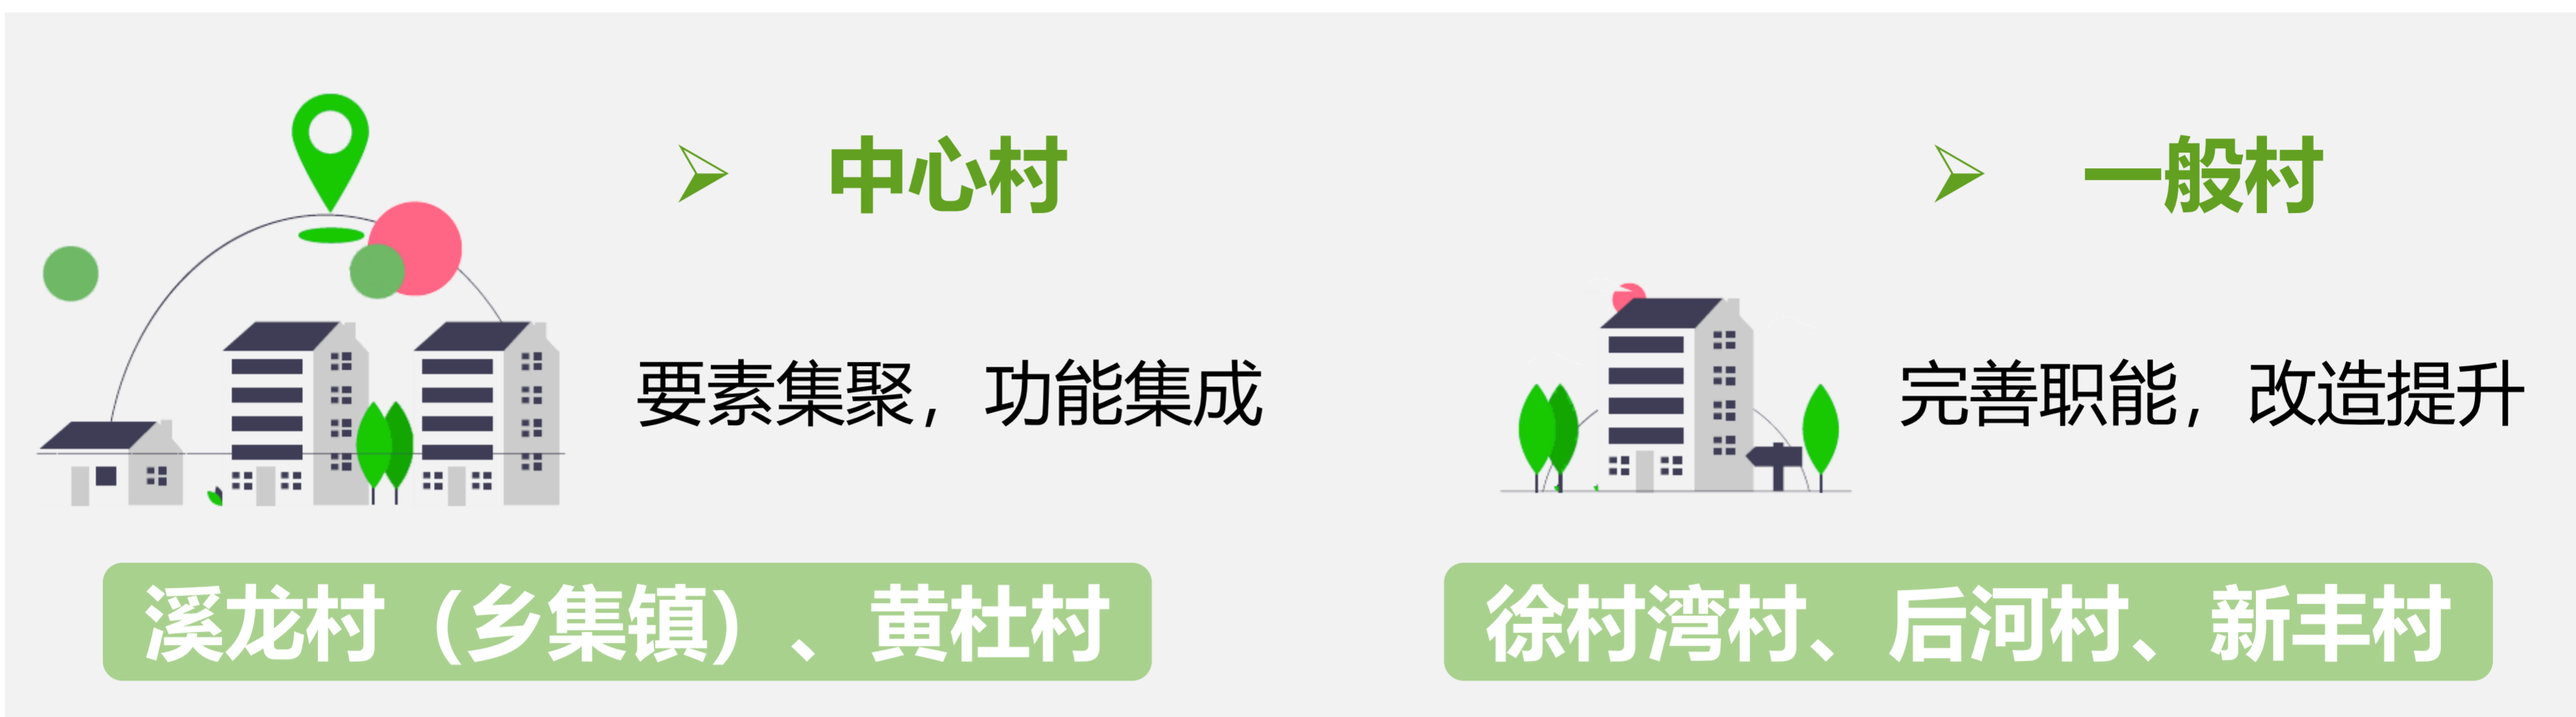 中心村
要素集聚，功能集成
溪龙村（乡集镇）、黄杜村
一般村
完善职能，改造提升
徐村湾村、后河村、新丰村